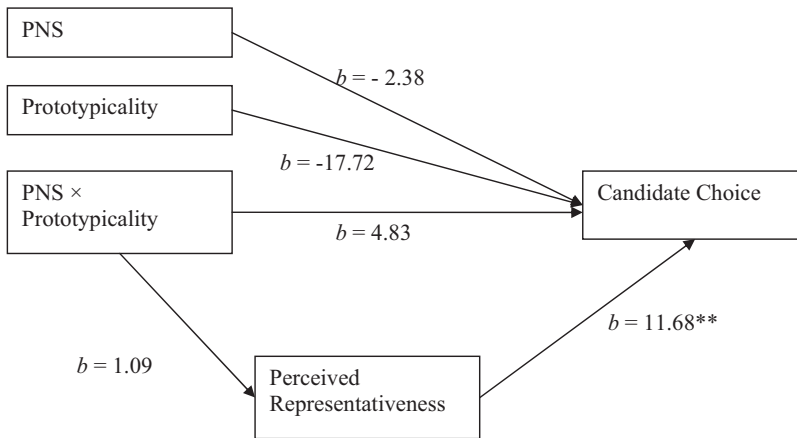 PNS
b = - 2.38
Prototypicality
b = -17.72
PNS ×
Prototypicality
Candidate Choice
b = 4.83
b = 11.68**
b = 1.09
Perceived
Representativeness